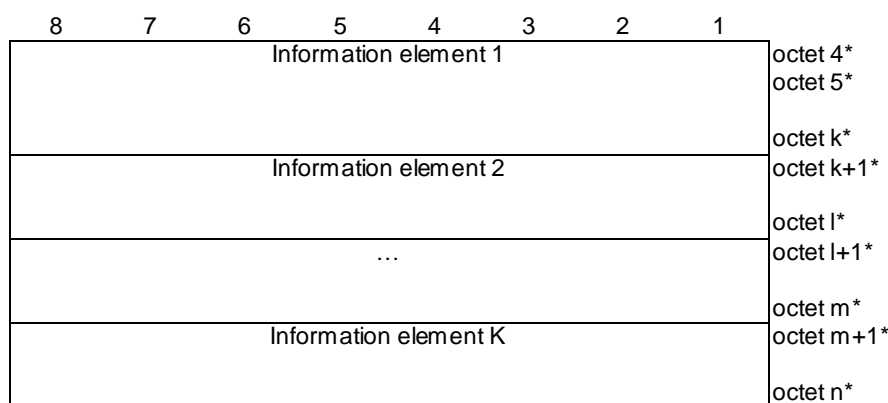 8 7 6 5 4 3 2 1
Information element 1 octet 4*
octet 5*
octet k*
Information element 2 octet k+1*
octet l*
… octet l+1*
octet m*
Information element K octet m+1*
octet n*